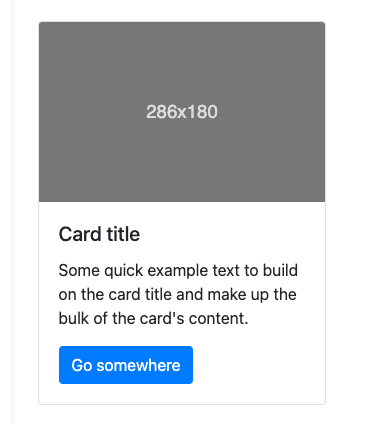 286x180
Card title
Some quick example text to build
on the card title and make up the
bulk of the card's content.
Go somewhere